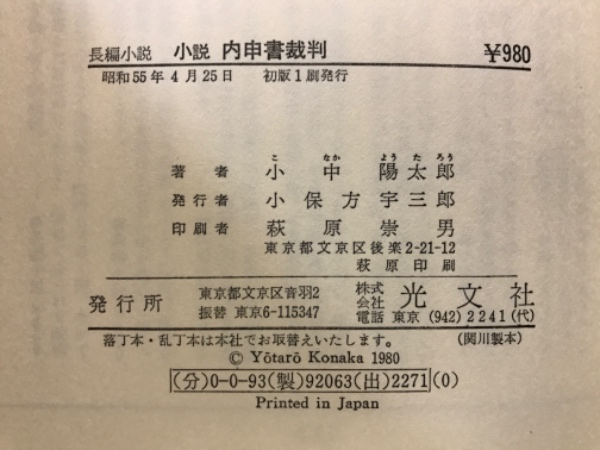 長編小説 小説 内申書裁判 ¥980
昭和55年4月25日 初版1刷発行
こ なか よう た ろう
著者 小中陽太郎
発行者 小保方宇三郎
印刷者 萩原崇男
東京都文京区後楽2-21-12
萩原印刷
発行所 東京都文京区音羽2 振替 東京6-115347
株式会社 光文社
電話 東京 (942) 2241(代)
落丁本・乱丁本は本社でお取替えいたします。 (関川製本)
© Yōtarō Konaka 1980
(分)0-0-93(製)92063(出)2271(0)
Printed in Japan